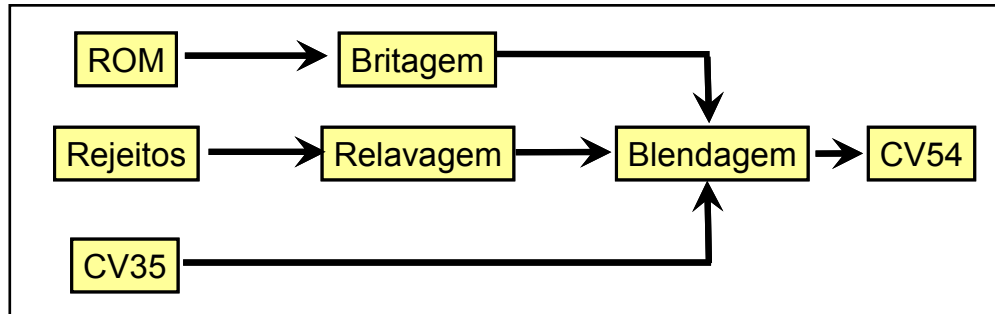 ROM
Britagem
Rejeitos
Relavagem
Blendagem
CV54
CV35